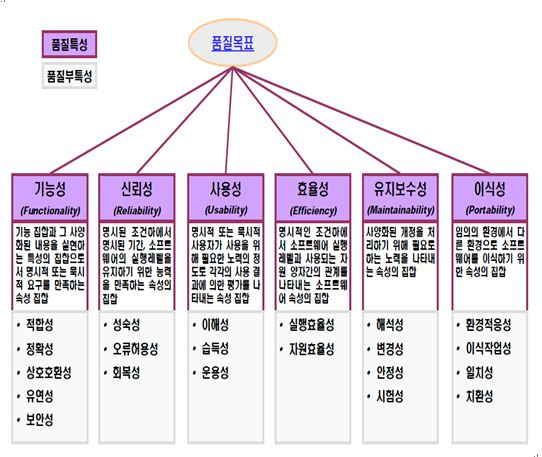 품질특성
품질부특성
품질목표
기능성
(Functionality)
기능 집합과 그 사양
화된 내용을 실현하
는 특성의 집합으로
서 명시적 또는 묵시
적 요구를 만족하는
속성의 집합
• 적합성
• 정확성
• 상호호환성
• 유연성
• 보안성
신뢰성
(Reliability)
명시된 조건하에서
명시된 기간, 소프트
웨어의 실행레벨을
유지하기 위한 능력
을 만족하는 속성의
집합
• 성숙성
• 오류허용성
• 회복성
사용성
(Usability)
명시적 또는 묵시적
사용자가 사용을 위
해 필요한 노력의 정
도토 각각의 사용 결
과에 의한 평가를 나
타내는 속성 집합
• 이해성
• 습득성
• 운용성
효율성
(Efficiency)
명시적인 조건하에
서 소프트웨어 실행
레벨과 사용되는 자
원 양자간의 관계를
나타내는 소프트웨
어 속성의 집합
• 실행효율성
• 자원효율성
유지보수성
(Maintainability)
사양화된 개정을 처
리하기 위해 필요로
하는 노력을 나타내
는 속성의 집합
• 해석성
• 변경성
• 안정성
• 시험성
이식성
(Portability)
임의의 환경에서 다
른 환경으로 소프트
웨어를 이식하기 위
한 속성의 집합
• 환경적응성
• 이식작업성
• 일치성
• 치환성